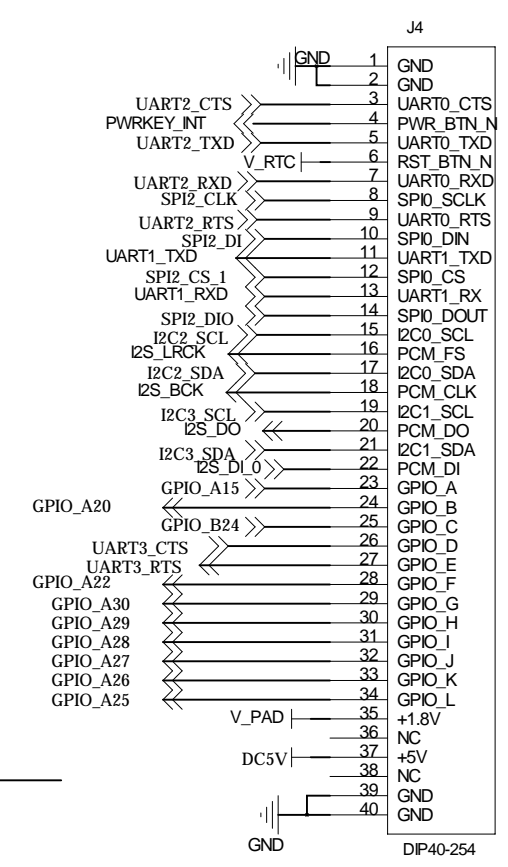 J4
GND 1 GND
2 GND
UART2_CTS 3 UART0_CTS
PWRKEY_INT 4 PWR_BTN_N
UART2_TXD 5 UART0_TXD
V_RTC 6 RST_BTN_N
UART2_RXD 7 UART0_RXD
SPI2_CLK 8 SPI0_SCLK
UART2_RTS 9 UART0_RTS
SPI2_DI 10 SPI0_DIN
UART1_TXD 11 UART1_TXD
SPI2_CS_1 12 SPI0_CS
UART1_RXD 13 UART1_RX
SPI2_DIO 14 SPI0_DOUT
I2C2_SCL 15 I2C0_SCL
I2S_LRCK 16 PCM_FS
I2C2_SDA 17 I2C0_SDA
I2S_BCK 18 PCM_CLK
I2C3_SCL 19 I2C1_SCL
I2S_DO 20 PCM_DO
I2C3_SDA 21 I2C1_SDA
I2S_DI_0 22 PCM_DI
GPIO_A15 23 GPIO_A
GPIO_A20 24 GPIO_B
GPIO_B24 25 GPIO_C
UART3_CTS 26 GPIO_D
UART3_RTS 27 GPIO_E
GPIO_A22 28 GPIO_F
GPIO_A30 29 GPIO_G
GPIO_A29 30 GPIO_H
GPIO_A28 31 GPIO_I
GPIO_A27 32 GPIO_J
GPIO_A26 33 GPIO_K
GPIO_A25 34 GPIO_L
V_PAD 35 +1.8V
36 NC
DC5V 37 +5V
38 NC
39 GND
40 GND
GND
DIP40-254